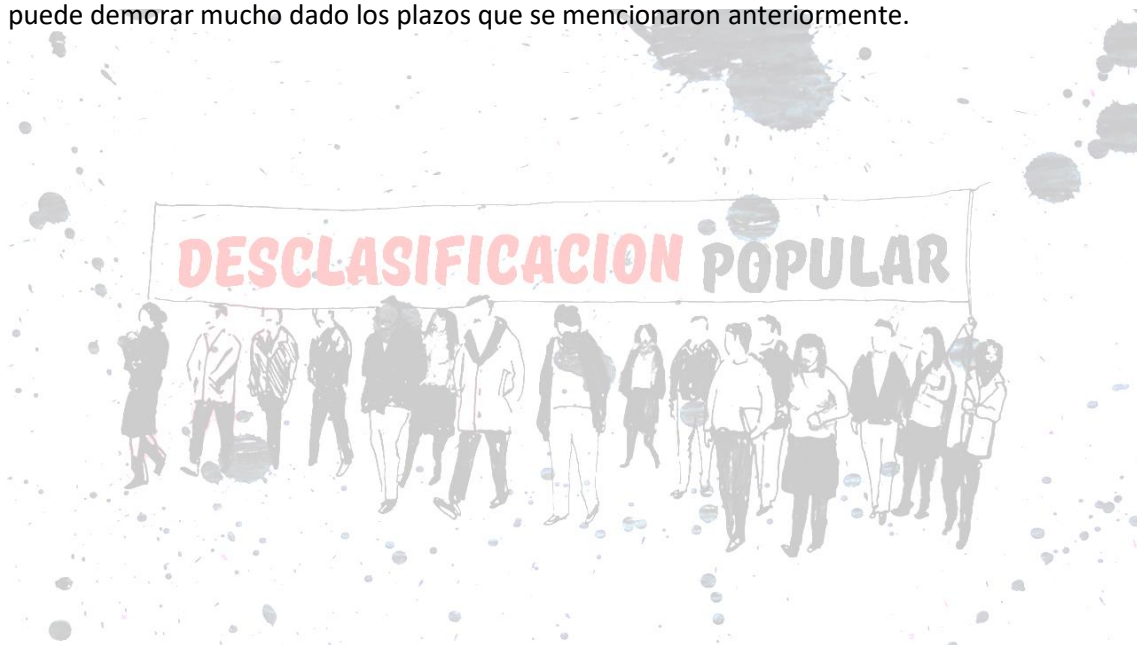 puede demorar mucho dado los plazos que se mencionaron anteriormente.
DESCLASIFICACION POPULAR